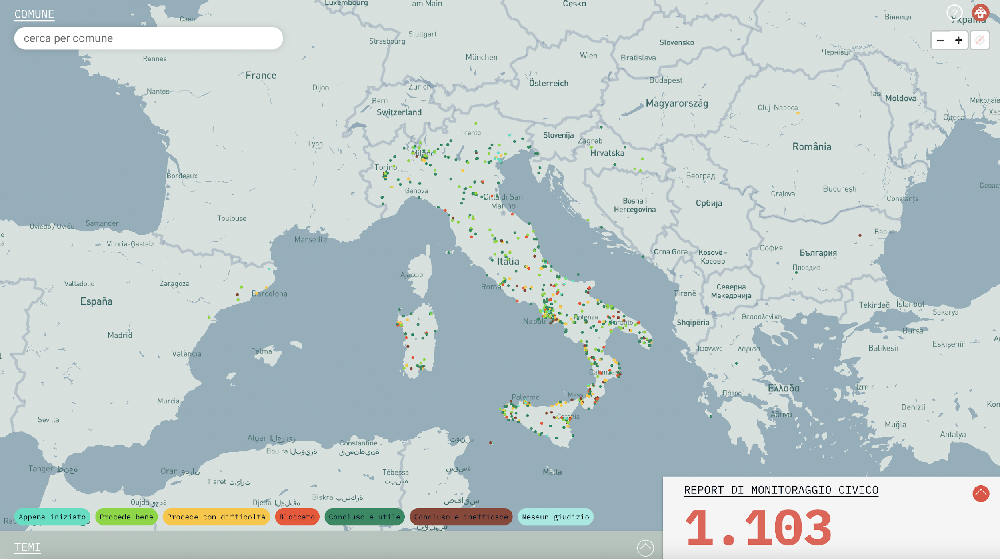 COMUNE
cerca per comune
?
Luxembourg
am Main
Česko
Вінниця
Україна
Caen
Stuttgart
Strasbourg
Slovensko
Rennes
München
Wien
Bratislava
Чернівці
France
Österreich
Budapest
Nantes
Dijon
Zürich
Bern
Switzerland
Magyarország
Iași
Moldova
Миколаїв
Cluj-Napoca
Одеса
Хер
Trento
Slovenija
Zagreb
Lyon
Milano
Hrvatska
România
Torino
Bordeaux
Београд
Genova
București
Craiova
Constanța
Севас
Città di San
Marino
Bosna i
Hercegovina
Србија
Toulouse
Oviedo / Uviéu
Santander
Vitoria-Gasteiz
Marseille
Варна
София
България
Crna Gora
Kosovë -
Косово
Italia
Пловдив
Ajaccio
Valladolid
Zaragoza
Roma
Северна
Македонија
Barcelona
Tiranë
España
Tekirdağ
İstanbul
Sakarya
Napoli
Potenza
Taranto
Shqipëria
Θεσσαλονίκη
Madrid
Bursa
València
Palma
Ιωάννινα
Λάρισα
Balıkesir
Eskişehir
Catanzaro
Ελλάδα
İzmir
Murcia
Palermo
Messina
Πάτρα
Sevilla
Catania
Αθήνα
Denizli
Kon
Muğla
Antalya
Alger الجزائر
Constantine
قسنطينة
تونس
Bouira البويرة
Tanger طنجة
Oran وهران
Tébessa
تبسة
سوسة
Malta
Tiaret تيارت
Oujda وجدة
Djelfa الجلفة
Biskra بسكرة
صفاقس
Appena iniziato
Procede bene
Procede con difficoltà
Bloccato
Concluso e utile
Concluso e inefficace
Nessun giudizio
TEMI
REPORT DI MONITORAGGIO CIVICO
1.103